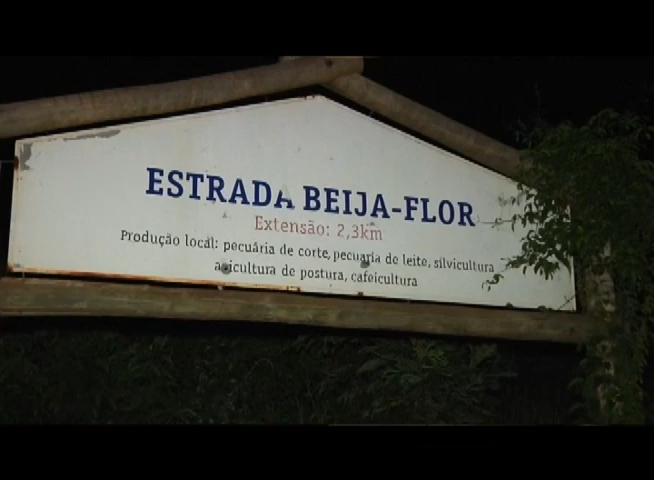 ESTRADA BEIJA-FLOR
Extensão: 2,3km
Produção local: pecuária de corte, pecuária de leite, silvicultura
avicultura de postura, cafeicultura